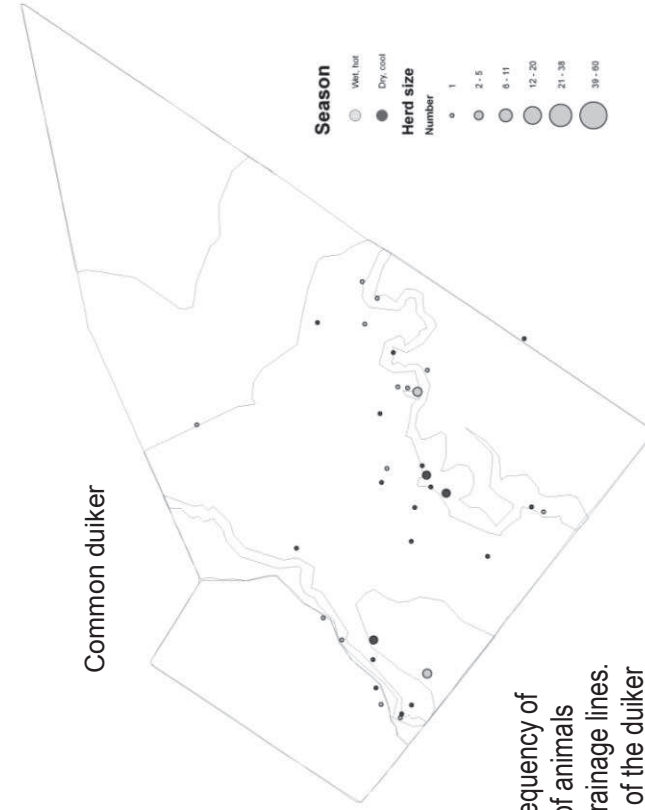 Common duiker
Season
Wet, hot
Dry, cool
Herd size
Number
1
2 - 5
6 - 11
12 - 20
21 - 38
39 - 60
of animals
rainage lines.
of the duiker